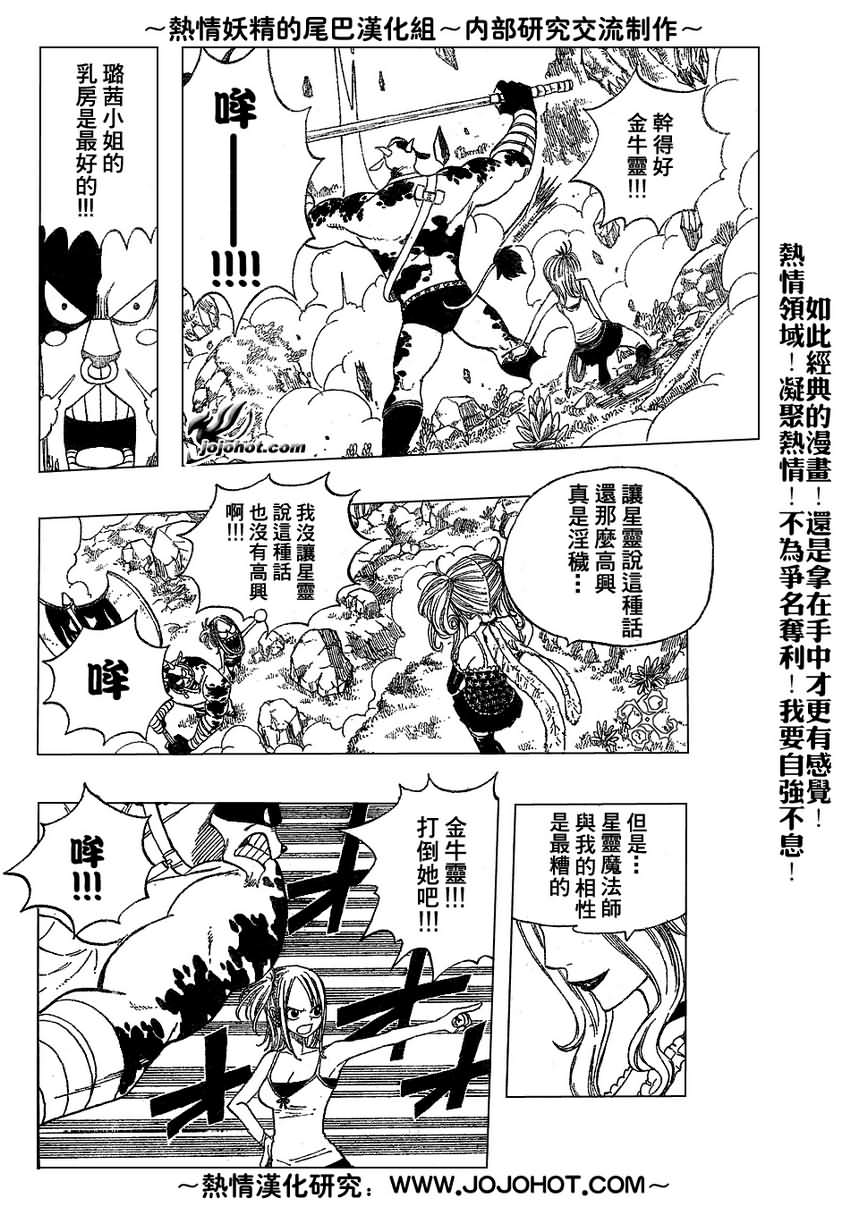 ～熱情妖精的尾巴漢化組～内部研究交流制作～
幹得好
金牛靈!!!
哞——!!!!
jojohot.com
璐茜小姐的
乳房是最好的!!!
讓星靈說這種話
還那麼高興
真是淫穢…
我沒讓星靈
說這種話
也沒有高興
啊!!!
哞
但是…
星靈魔法師
與我的相性
是最糟的
金牛靈!!!
打倒她吧!!!
哞!!!
如此經典的漫畫！還是拿在手中才更有感覺！
熱情領域！凝聚熱情！不為爭名奪利！我要自強不息！
～熱情漢化研究：WWW.JOJOHOT.COM～